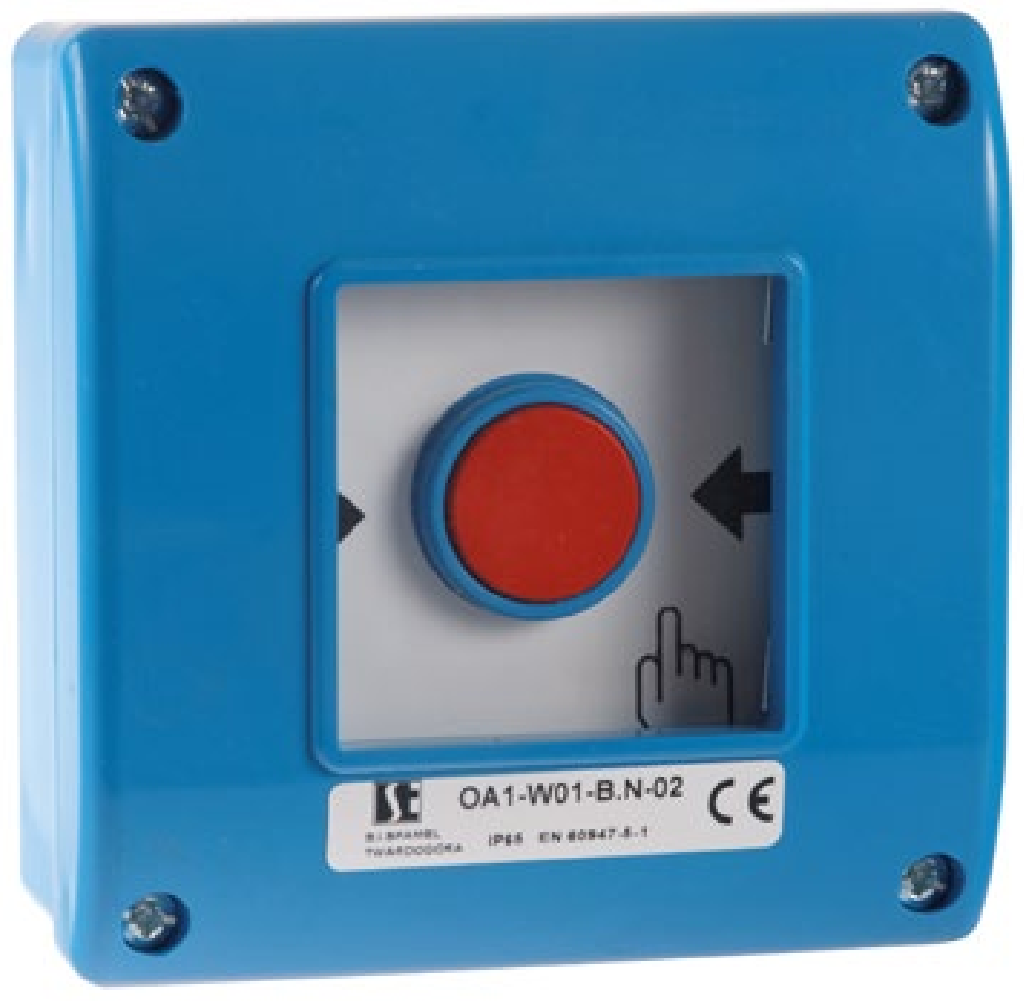 OA1-W01-B.N-02 CE
S.I.SPAMEL
TWARDOGÓRA
IP65 EN 60947-5-1